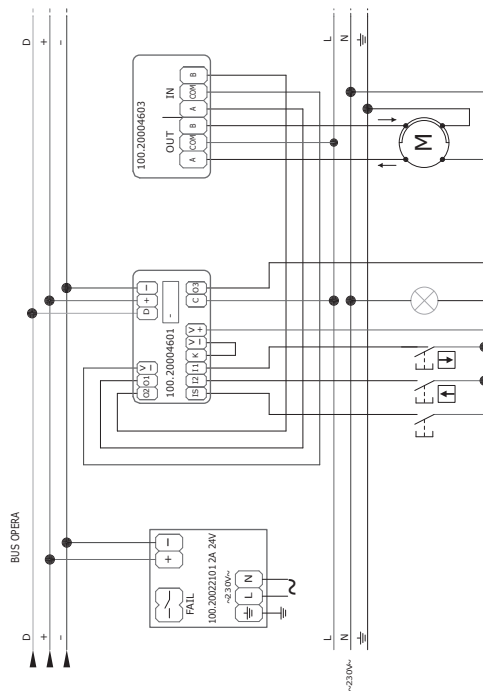 BUS OPERA
D
+
-
D
+
-
FAIL
+
-
100.20022101 2A 24V
~230V~
L
N
O2
O1
V -
D
+
-
-
100.20004601
IS
I2
I1
K
V -
V +
C
O3
100.20004603
OUT
IN
A
COM
B
A
COM
B
L
N
~230V~
L
N
M